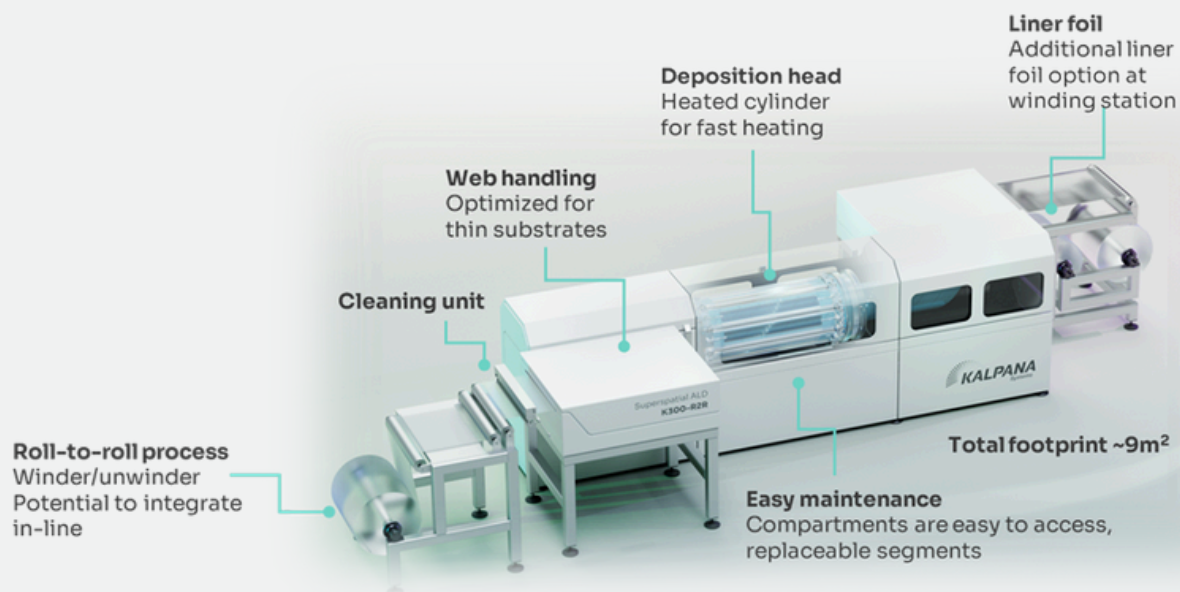 Liner foil
Additional liner
foil option at
winding station
Deposition head
Heated cylinder
for fast heating
Web handling
Optimized for
thin substrates
Cleaning unit
Superspatial ALD
K300-R2R
KALPANA
Systems
Total footprint ~9m²
Roll-to-roll process
Winder/unwinder
Potential to integrate
in-line
Easy maintenance
Compartments are easy to access,
replaceable segments